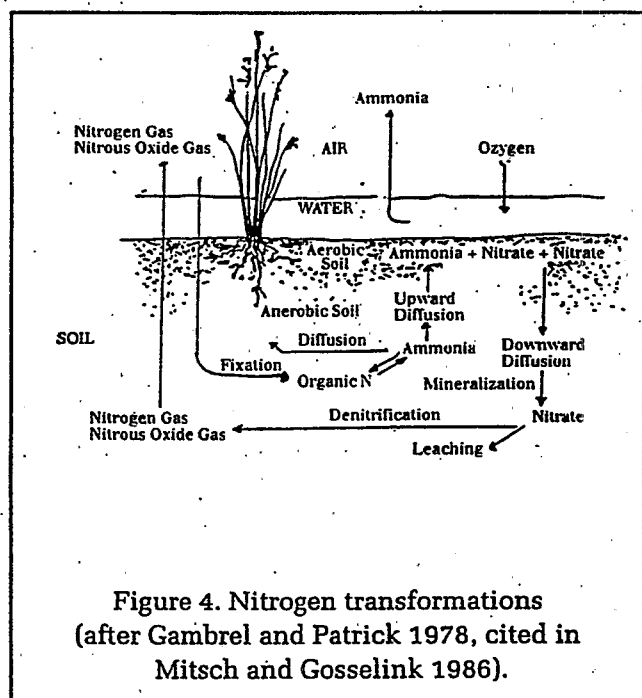 Ammonia
Nitrogen Gas
Nitrous Oxide Gas
AIR
Ozygen
WATER
Aerobic
Soil
Ammonia + Nitrate + Nitrate
Anerobic Soil
Upward
Diffusion
SOIL
Diffusion
Ammonia
Downward
Diffusion
Fixation
Organic N
Mineralization
Nitrogen Gas
Nitrous Oxide Gas
Denitrification
Nitrate
Leaching
Figure 4. Nitrogen transformations
(after Gambrel and Patrick 1978, cited in
Mitsch and Gosselink 1986).